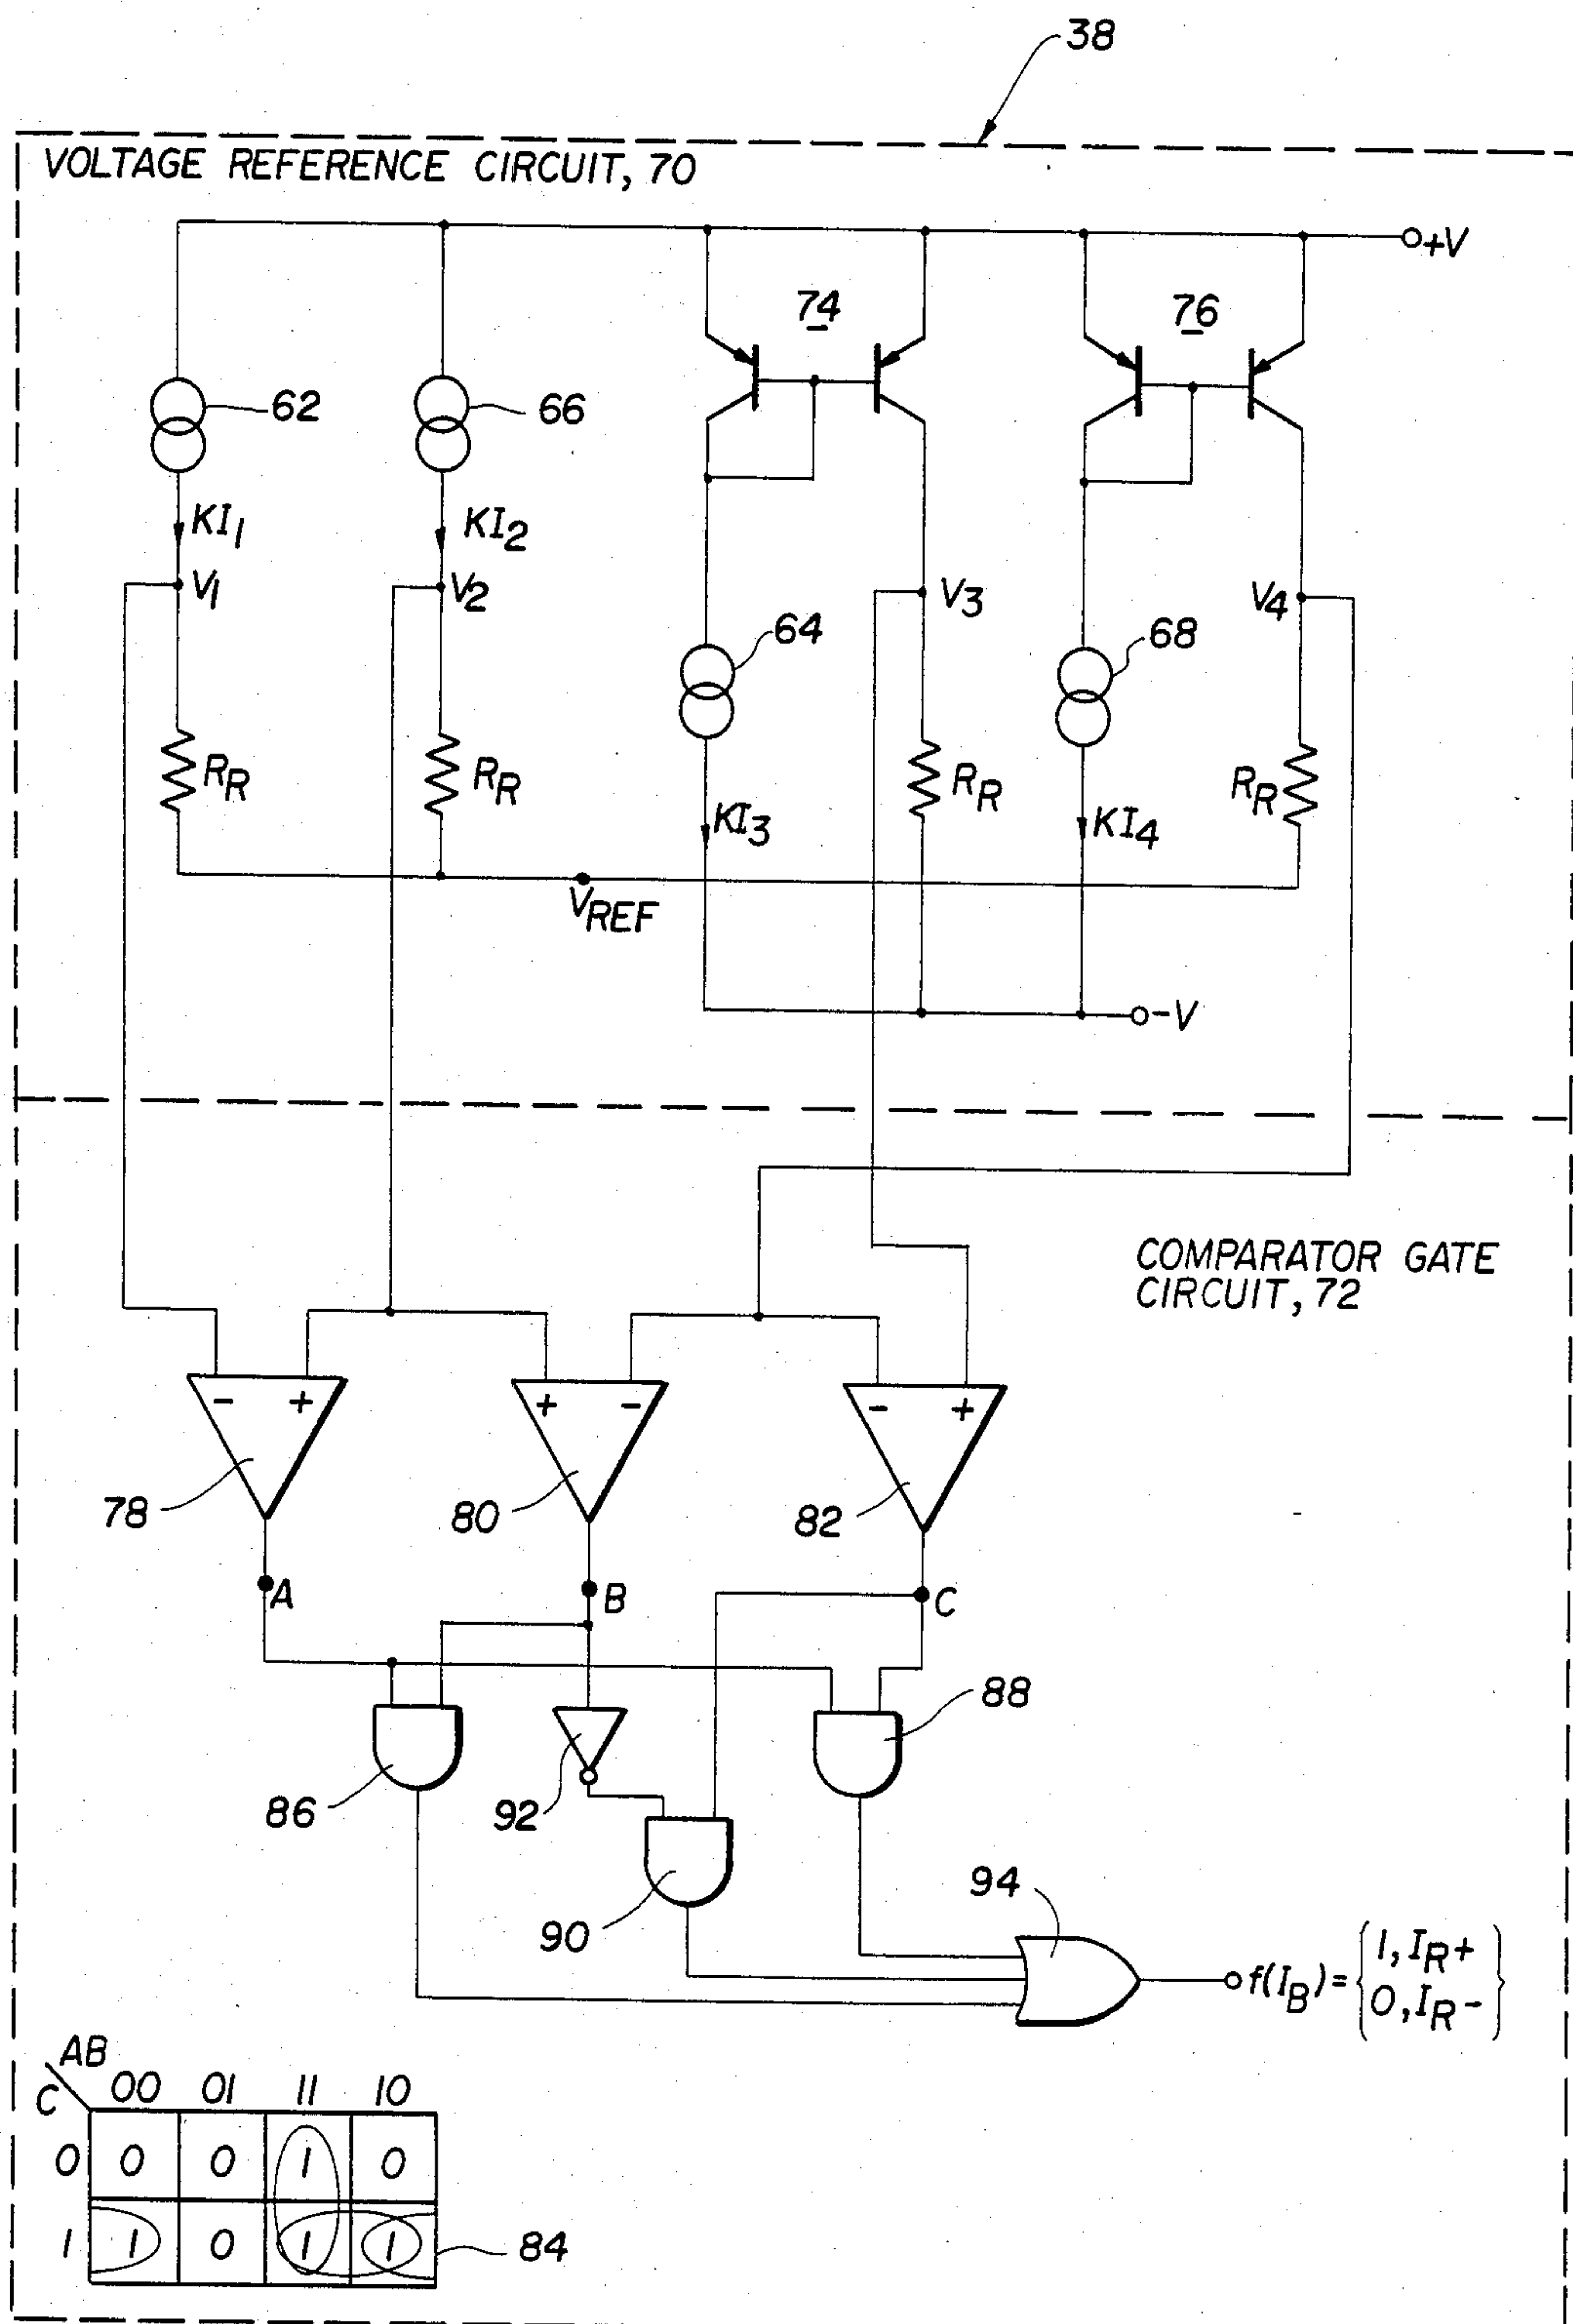 38
VOLTAGE REFERENCE CIRCUIT, 70
+V
74
76
62
66
KI1
KI2
V1
V2
V3
V4
64
68
RR
RR
RR
RR
KI3
KI4
VREF
-V
COMPARATOR GATE
CIRCUIT, 72
- +
+ -
- +
78
80
82
A
B
C
88
86
92
90
94
f(IB) = { 1, IR+
0, IR- }
AB
C
00 01 11 10
0 0 0 1 0
1 1 0 1 1
84